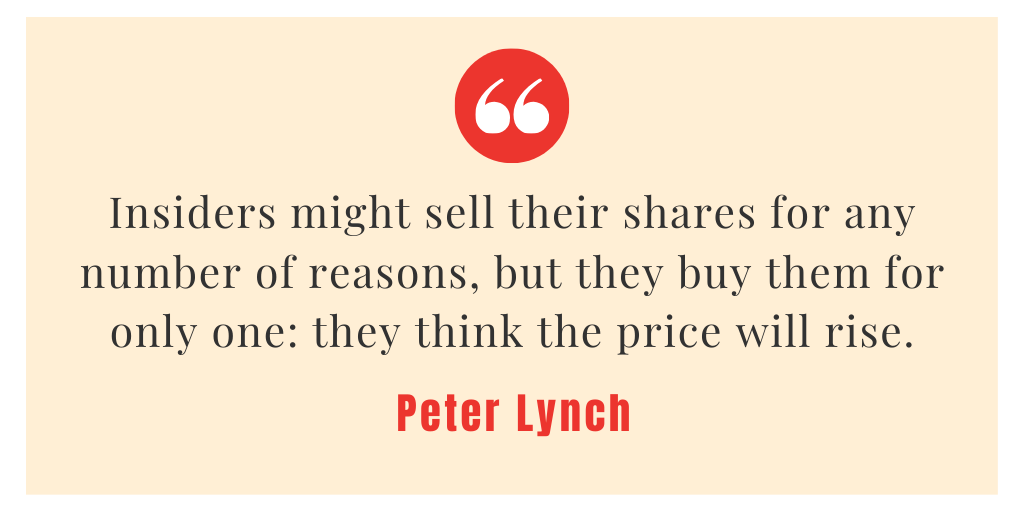 Insiders might sell their shares for any
number of reasons, but they buy them for
only one: they think the price will rise.
Peter Lynch